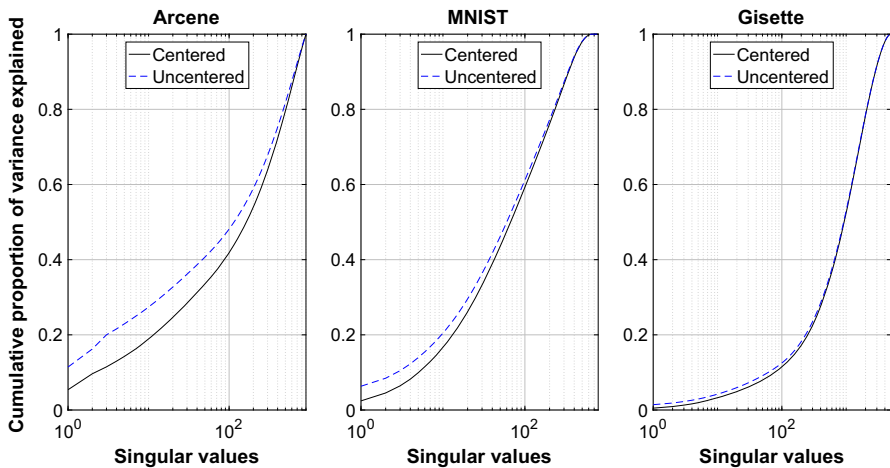 Arcene
MNIST
Gisette
Cumulative proportion of variance explained
1
0.8
0.6
0.4
0.2
0
Centered
Uncentered
10^0
10^2
Singular values
1
0.8
0.6
0.4
0.2
0
Centered
Uncentered
10^0
10^2
Singular values
1
0.8
0.6
0.4
0.2
0
Centered
Uncentered
10^0
10^2
Singular values